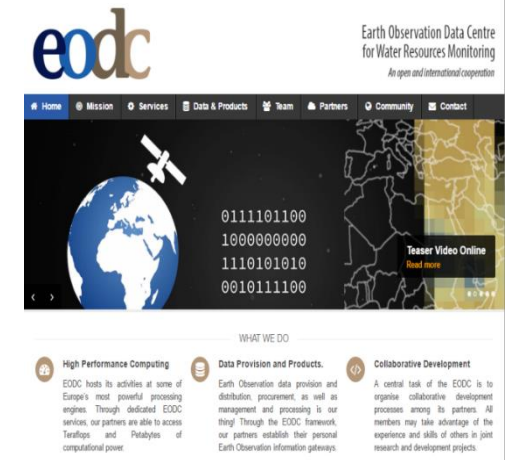 eodc
Earth Observation Data Centre
for Water Resources Monitoring
An open and international cooperation
Home Mission Services Data & Products Team Partners Community Contact
0111101100
1000000000
1110101010
0010111100
Teaser Video Online
Read more
WHAT WE DO
High Performance Computing
EODC hosts its activities at some of
Europe's most powerful processing
engines. Through dedicated EODC
services, our partners are able to access
Teraflops and Petabytes of
computational power.
Data Provision and Products.
Earth Observation data provision and
distribution, procurement, as well as
management and processing is our
thing! Through the EODC framework,
our partners establish their personal
Earth Observation information gateways.
Collaborative Development
A central task of the EODC is to
organise collaborative development
processes among its partners. All
members may take advantage of the
experience and skills of others in joint
research and development projects.